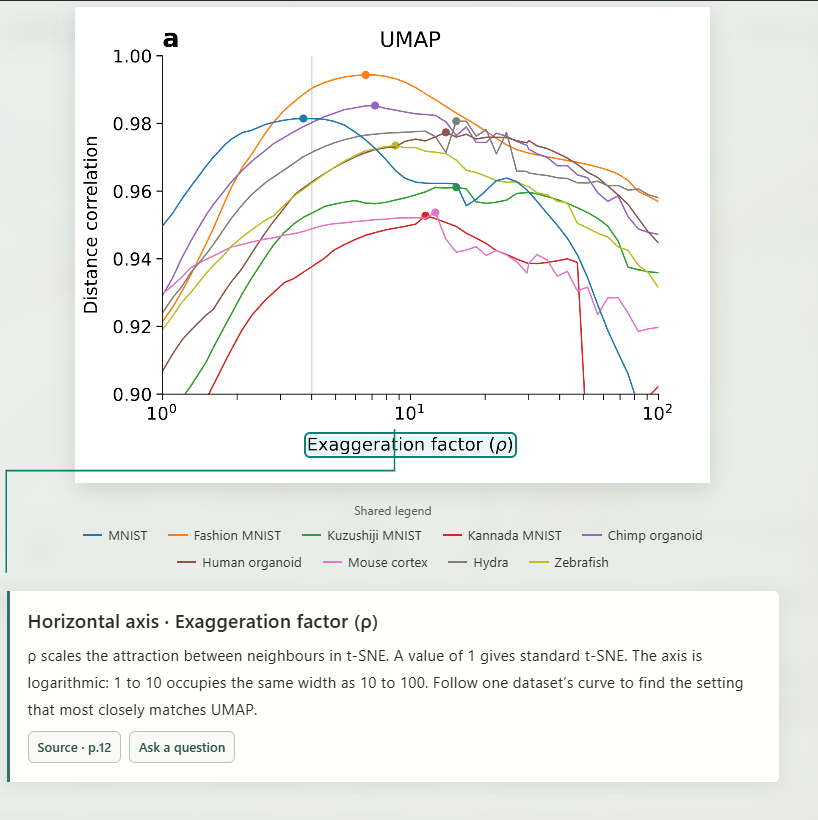 a
UMAP
1.00
0.98
0.96
0.94
0.92
0.90
Distance correlation
10⁰
10¹
10²
Exaggeration factor (ρ)
Shared legend
MNIST
Fashion MNIST
Kuzushiji MNIST
Kannada MNIST
Chimp organoid
Human organoid
Mouse cortex
Hydra
Zebrafish
Horizontal axis · Exaggeration factor (ρ)
ρ scales the attraction between neighbours in t-SNE. A value of 1 gives standard t-SNE. The axis is
logarithmic: 1 to 10 occupies the same width as 10 to 100. Follow one dataset's curve to find the setting
that most closely matches UMAP.
Source · p.12
Ask a question